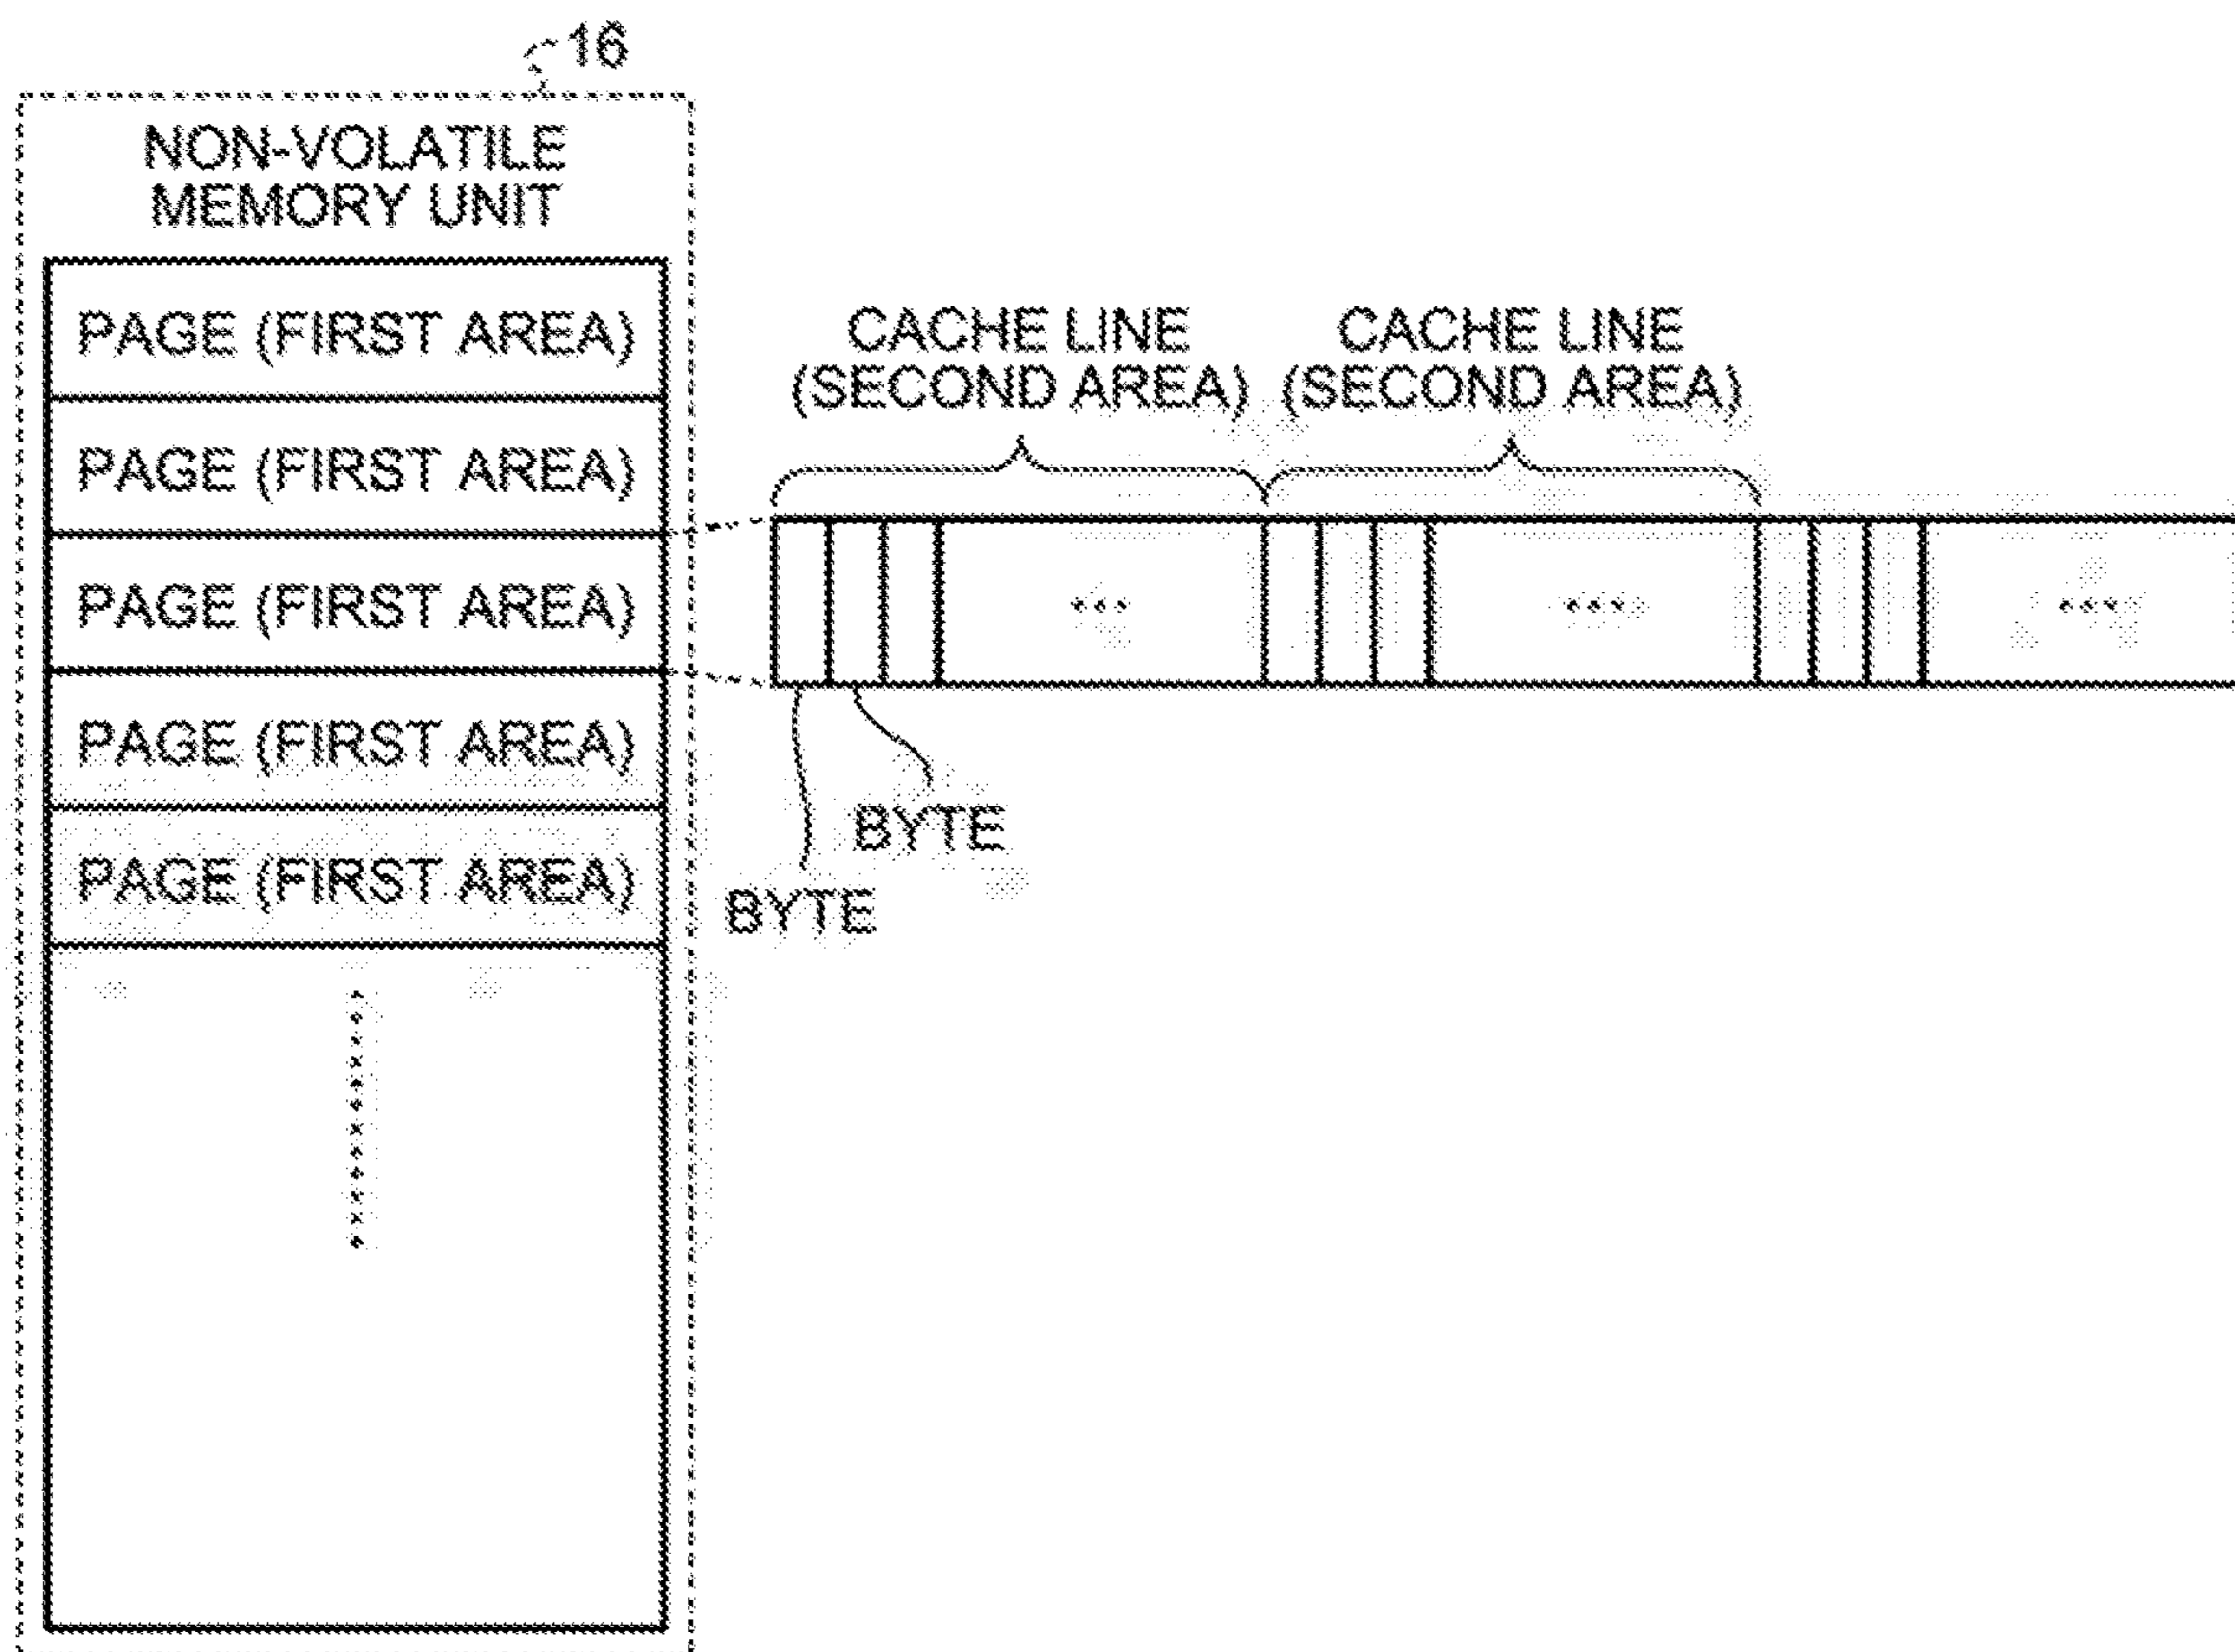 16
NON-VOLATILE
MEMORY UNIT
PAGE (FIRST AREA)
PAGE (FIRST AREA)
PAGE (FIRST AREA)
PAGE (FIRST AREA)
PAGE (FIRST AREA)
CACHE LINE
(SECOND AREA)
CACHE LINE
(SECOND AREA)
BYTE
BYTE